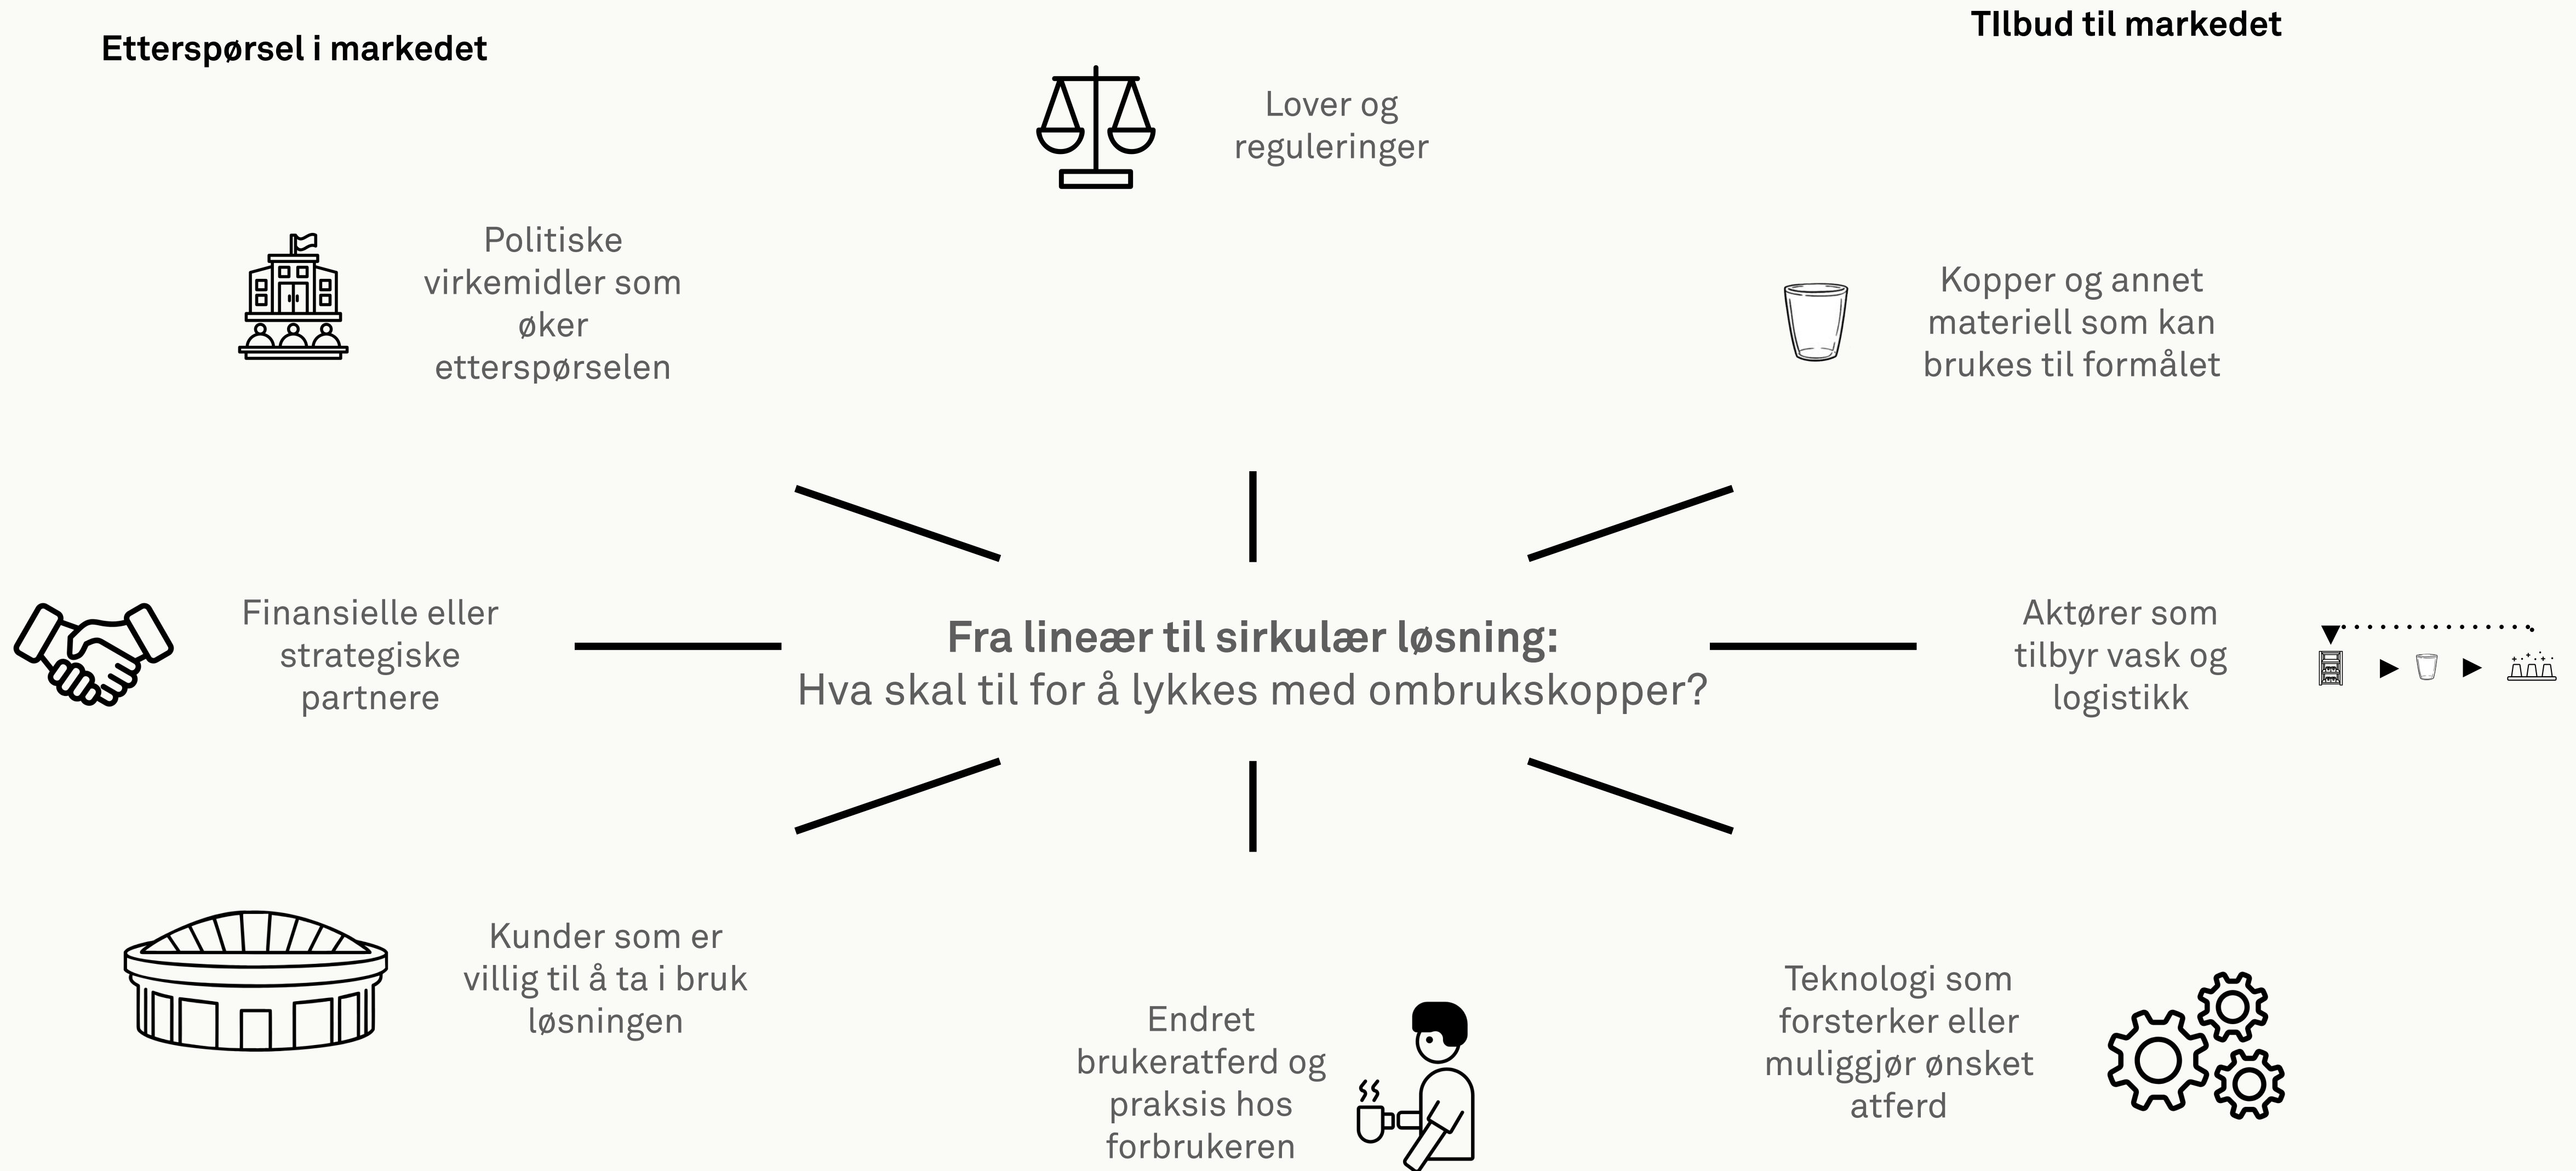 Etterspørsel i markedet
TIlbud til markedet
Lover og
reguleringer
Politiske
virkemidler som
øker
etterspørselen
Kopper og annet
materiell som kan
brukes til formålet
Finansielle eller
strategiske
partnere
Fra lineær til sirkulær løsning:
Hva skal til for å lykkes med ombrukskopper?
Aktører som
tilbyr vask og
logistikk
Kunder som er
villig til å ta i bruk
løsningen
Endret
brukeratferd og
praksis hos
forbrukeren
Teknologi som
forsterker eller
muliggjør ønsket
atferd